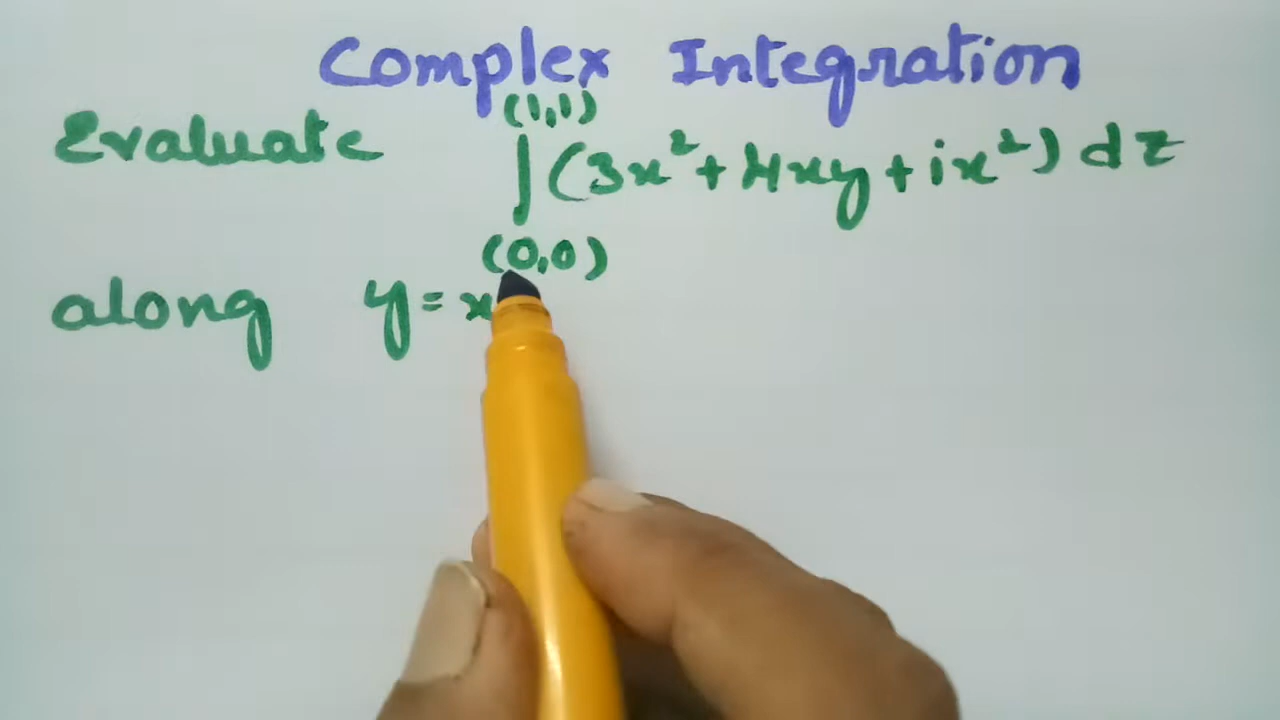 Complex Integration
Evaluate ∫ (3x² + 4xy + ix²) dz
(1,1)
(0,0)
along y = x